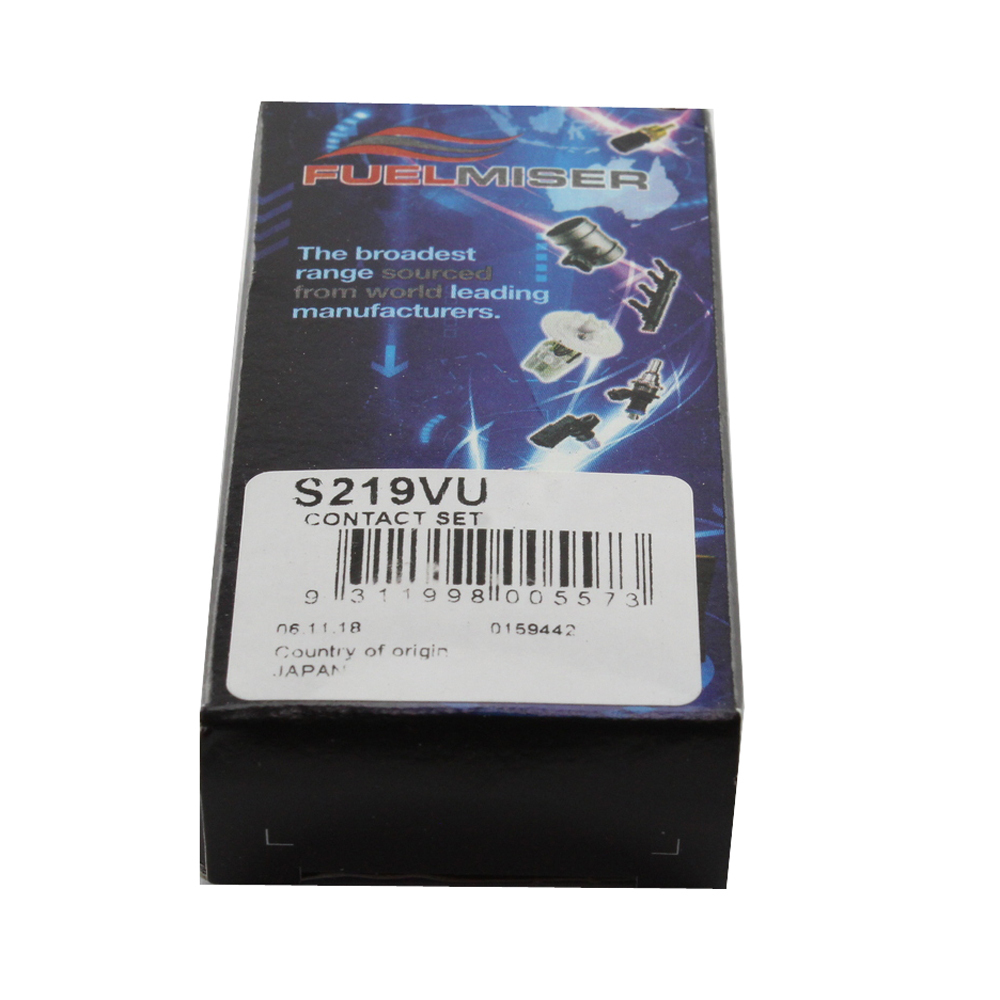 FUELMISER
The broadest
range sourced
from world leading
manufacturers.
S219VU
CONTACT SET
9 311998 005573
06.11.18 0159442
Country of origin
JAPAN